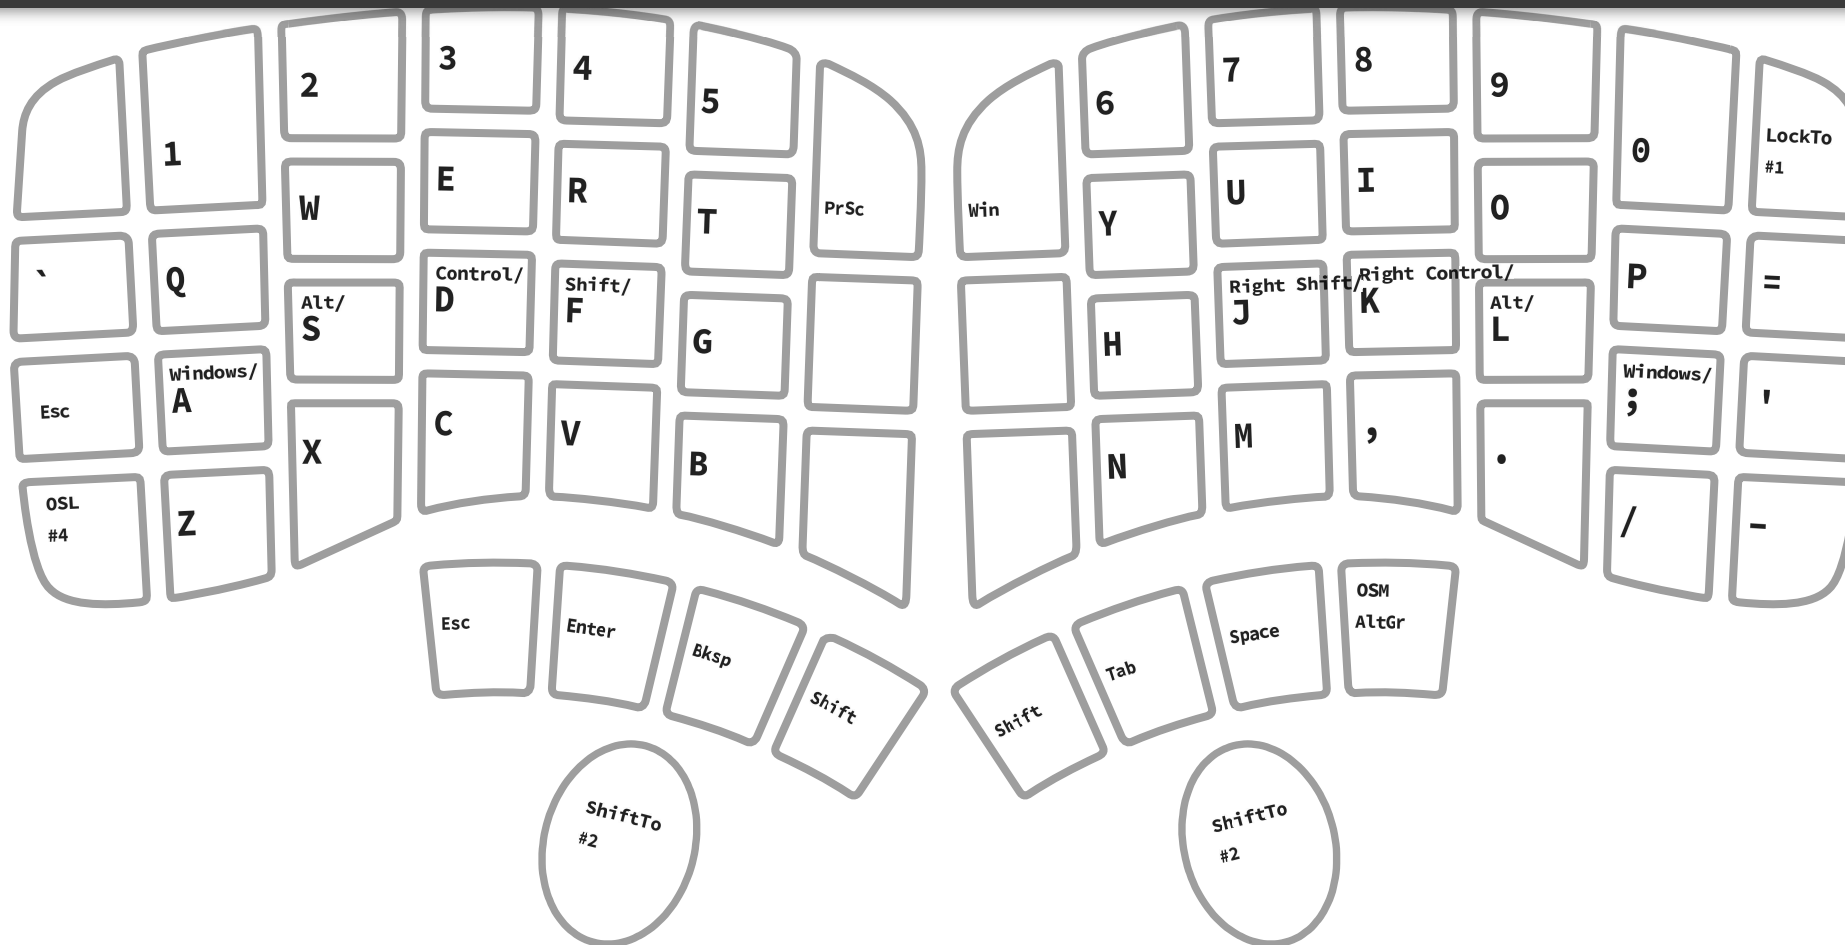 1
2
3
4
5
6
7
8
9
0
LockTo
#1
`
Q
W
E
R
T
PrSc
Win
Y
U
I
O
P
=
Esc
Windows/
A
Alt/
S
Control/
D
Shift/
F
G
H
Right Shift/
J
Right Control/
K
Alt/
L
Windows/
;
'
OSL
#4
Z
X
C
V
B
N
M
,
.
/
-
Esc
Enter
Bksp
Shift
Shift
Tab
Space
OSM
AltGr
ShiftTo
#2
ShiftTo
#2